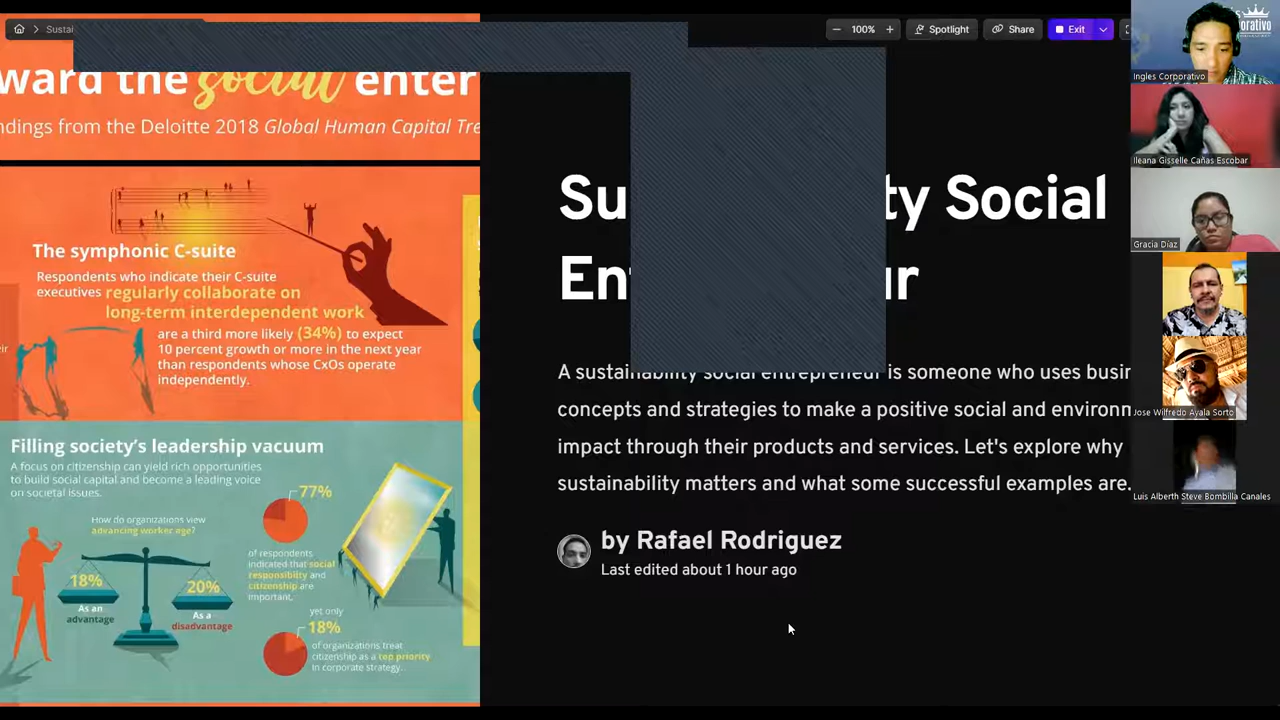 Sustai
100%
Spotlight
Share
Exit
ward the social enter
ndings from the Deloitte 2018 Global Human Capital Tre
The symphonic C-suite
Respondents who indicate their C-suite
executives regularly collaborate on
long-term interdependent work
are a third more likely (34%) to expect
10 percent growth or more in the next year
than respondents whose CxOs operate
independently.
eir
Filling society's leadership vacuum
A focus on citizenship can yield rich opportunities
to build social capital and become a leading voice
on societal issues.
How do organizations view
advancing worker age?
18%
As an
advantage
20%
As a
disadvantage
77%
of respondents
indicated that social
responsibility and
citizenship are
important,
yet only
18%
of organizations treat
citizenship as a top priority
in corporate strategy.
Su ty Social
En ur
A sustainability social entrepreneur is someone who uses busin
concepts and strategies to make a positive social and environm
impact through their products and services. Let's explore why
sustainability matters and what some successful examples are.
by Rafael Rodriguez
Last edited about 1 hour ago
orativo
Ingles Corporativo
Ileana Gisselle Cañas Escobar
Gracia Díaz
Jose Wilfredo Ayala Sorto
Luis Alberth Steve Bombilla Canales